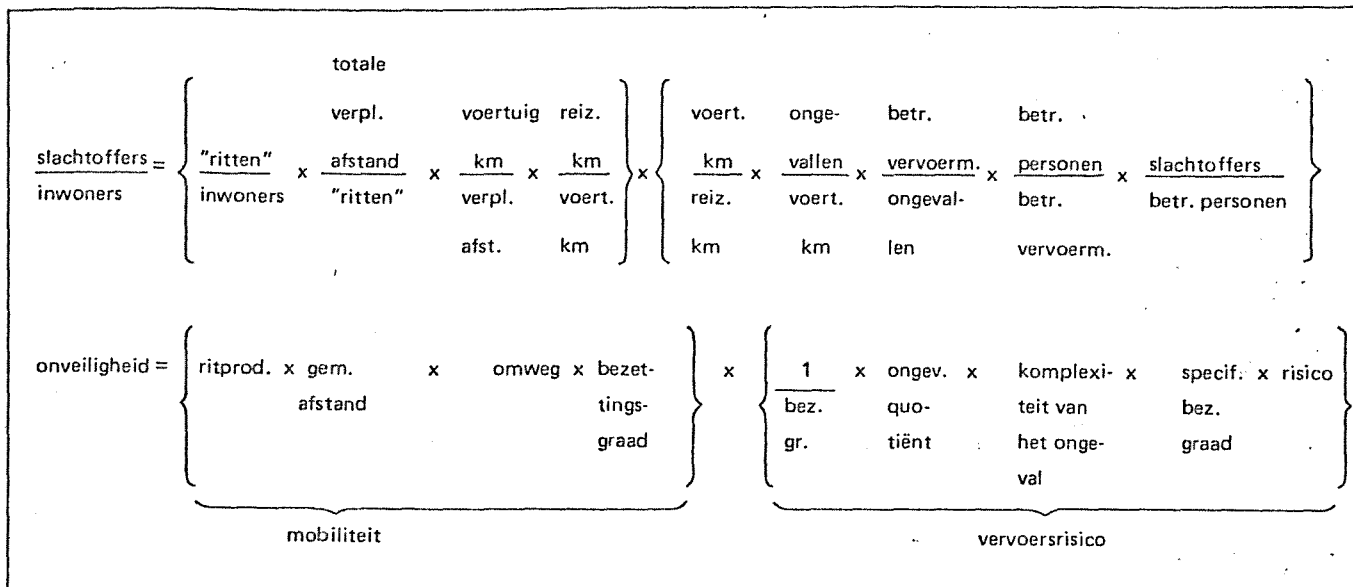 totale
verpl. voertuig reiz. voert. onge- betr. betr.
slachtoffers = { "ritten" x afstand x km x km } x { km x vallen x vervoerm. x personen x slachtoffers }
inwoners inwoners "ritten" verpl. voert. reiz. voert. ongeval- betr. betr. personen
afst. km km km len vervoerm.
onveiligheid = { ritprod. x gem. x omweg x bezet- } x { 1 x ongev. x komplexi- x specif. x risico }
afstand tings- bez. quo- teit van bez.
graad gr. tiënt het onge- graad
val
mobiliteit vervoersrisico